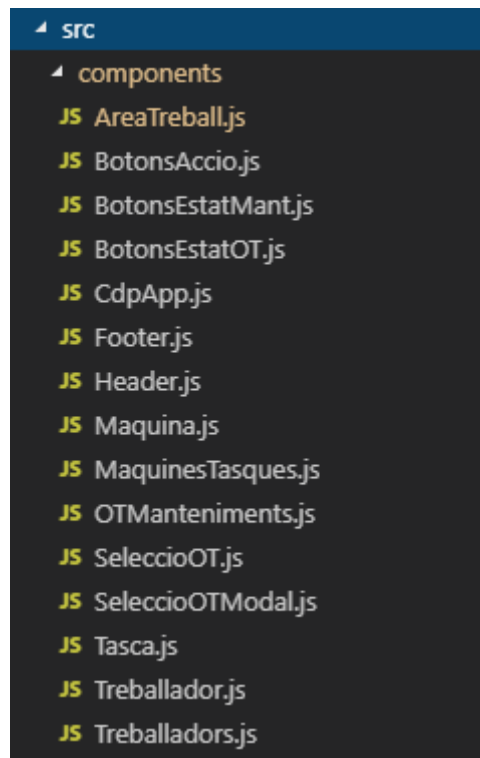 src
components
JS AreaTreball.js
JS BotonsAccio.js
JS BotonsEstatMant.js
JS BotonsEstatOT.js
JS CdpApp.js
JS Footer.js
JS Header.js
JS Maquina.js
JS MaquinesTasques.js
JS OTManteniments.js
JS SeleccioOT.js
JS SeleccioOTModal.js
JS Tasca.js
JS Treballador.js
JS Treballadors.js